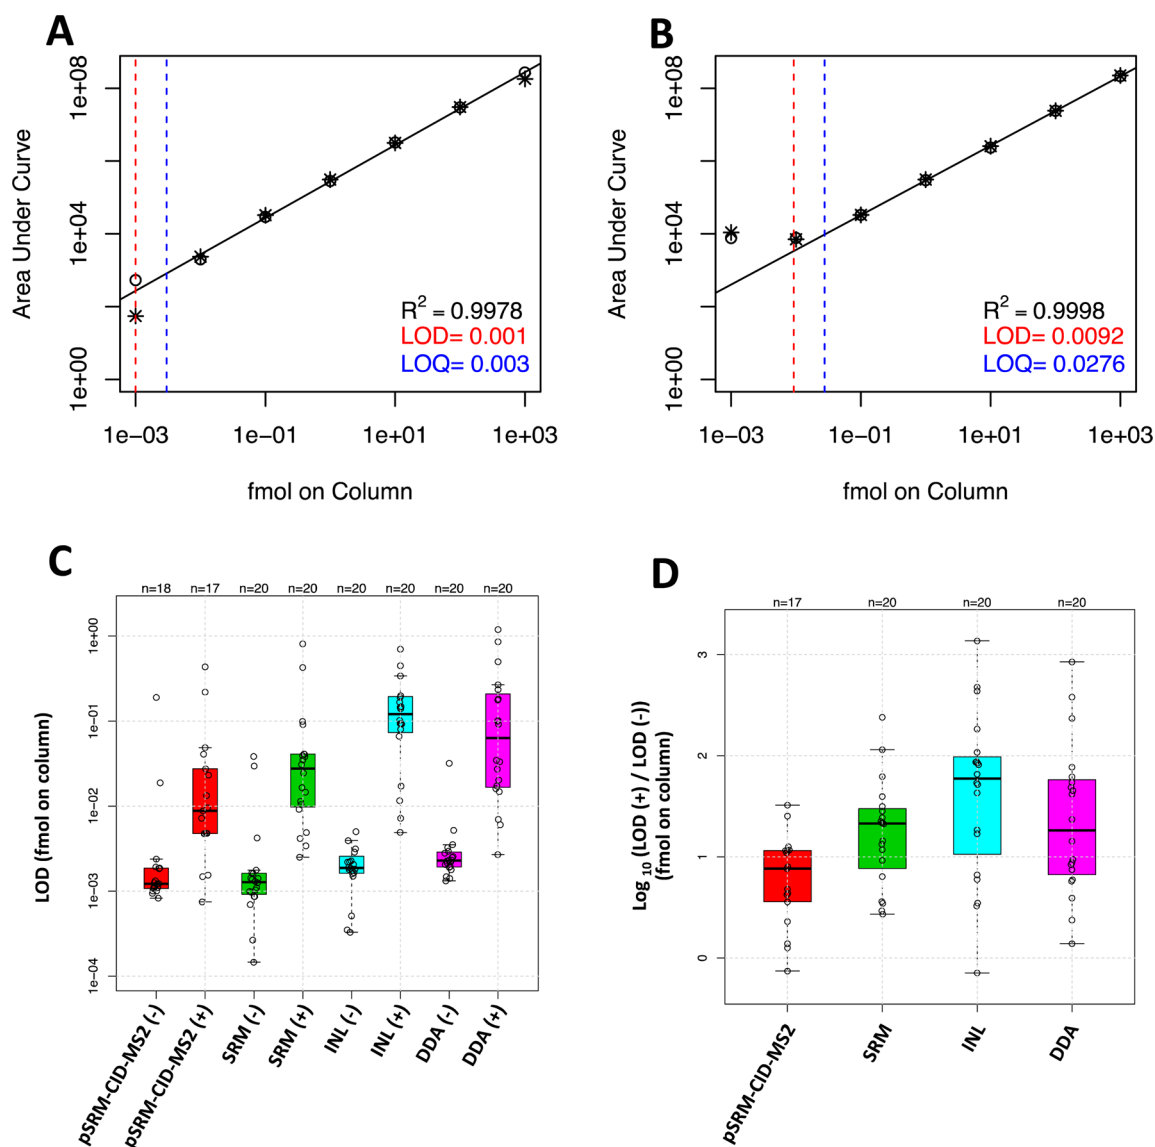 A
Area Under Curve
1e+08
1e+04
1e+00
R2 = 0.9978
LOD= 0.001
LOQ= 0.003
1e−03
1e−01
1e+01
1e+03
fmol on Column
B
Area Under Curve
1e+08
1e+04
1e+00
R2 = 0.9998
LOD= 0.0092
LOQ= 0.0276
1e−03
1e−01
1e+01
1e+03
fmol on Column
C
n=18 n=17 n=20 n=20 n=20 n=20 n=20 n=20
LOD (fmol on column)
1e+00
1e−01
1e−02
1e−03
1e−04
pSRM-CID-MS2 (-)
pSRM-CID-MS2 (+)
SRM (-)
SRM (+)
INL (-)
INL (+)
DDA (-)
DDA (+)
D
n=17 n=20 n=20 n=20
Log 10 (LOD (+) / LOD (-))
(fmol on column)
3
2
1
0
pSRM-CID-MS2
SRM
INL
DDA